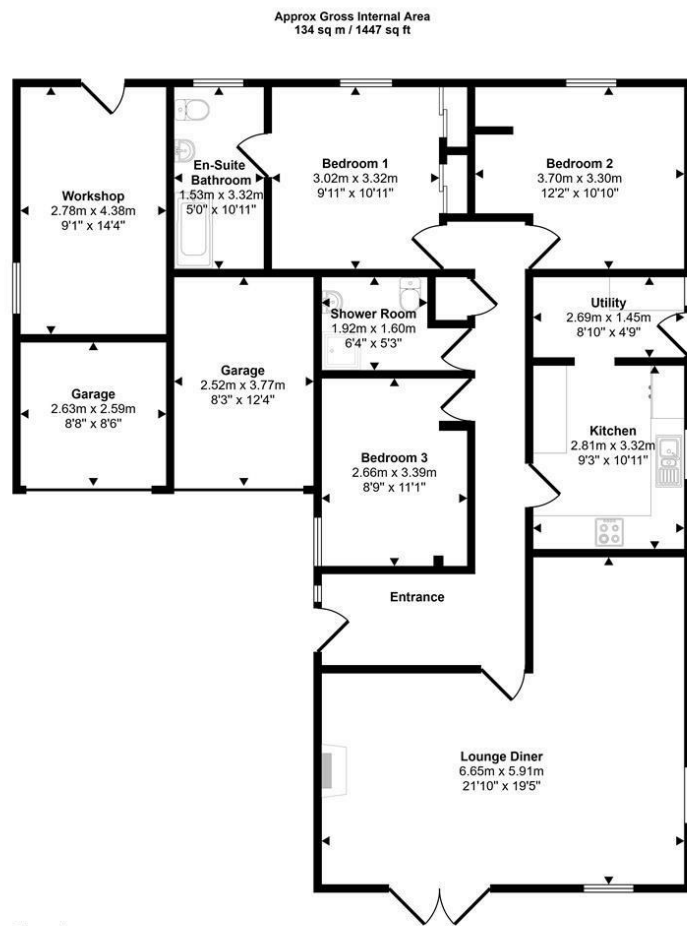 Approx Gross Internal Area
134 sq m / 1447 sq ft
Workshop
2.78m x 4.38m
9'1" x 14'4"
En-Suite
Bathroom
1.53m x 3.32m
5'0" x 10'11"
Bedroom 1
3.02m x 3.32m
9'11" x 10'11"
Bedroom 2
3.70m x 3.30m
12'2" x 10'10"
Shower Room
1.92m x 1.60m
6'4" x 5'3"
Utility
2.69m x 1.45m
8'10" x 4'9"
Garage
2.63m x 2.59m
8'8" x 8'6"
Garage
2.52m x 3.77m
8'3" x 12'4"
Bedroom 3
2.66m x 3.39m
8'9" x 11'1"
Kitchen
2.81m x 3.32m
9'3" x 10'11"
Entrance
Lounge Diner
6.65m x 5.91m
21'10" x 19'5"